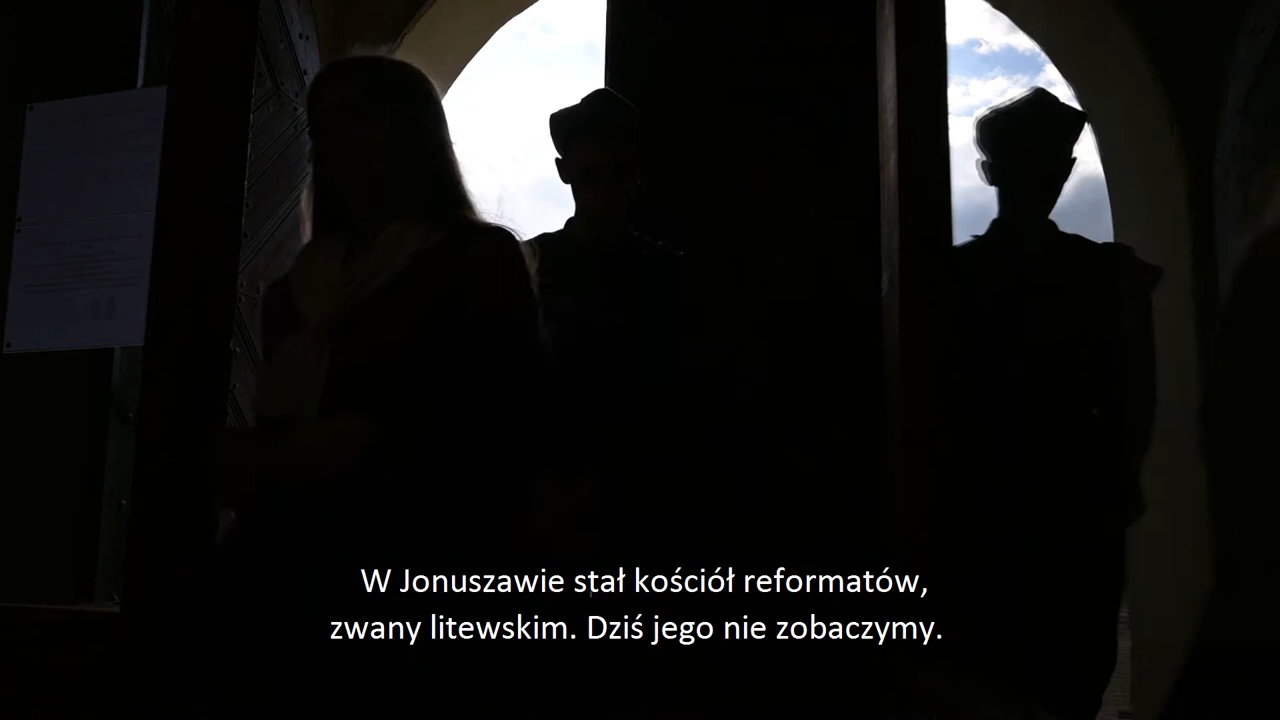 W Jonuszawie stał kościół reformatów,
zwany litewskim. Dziś jego nie zobaczymy.